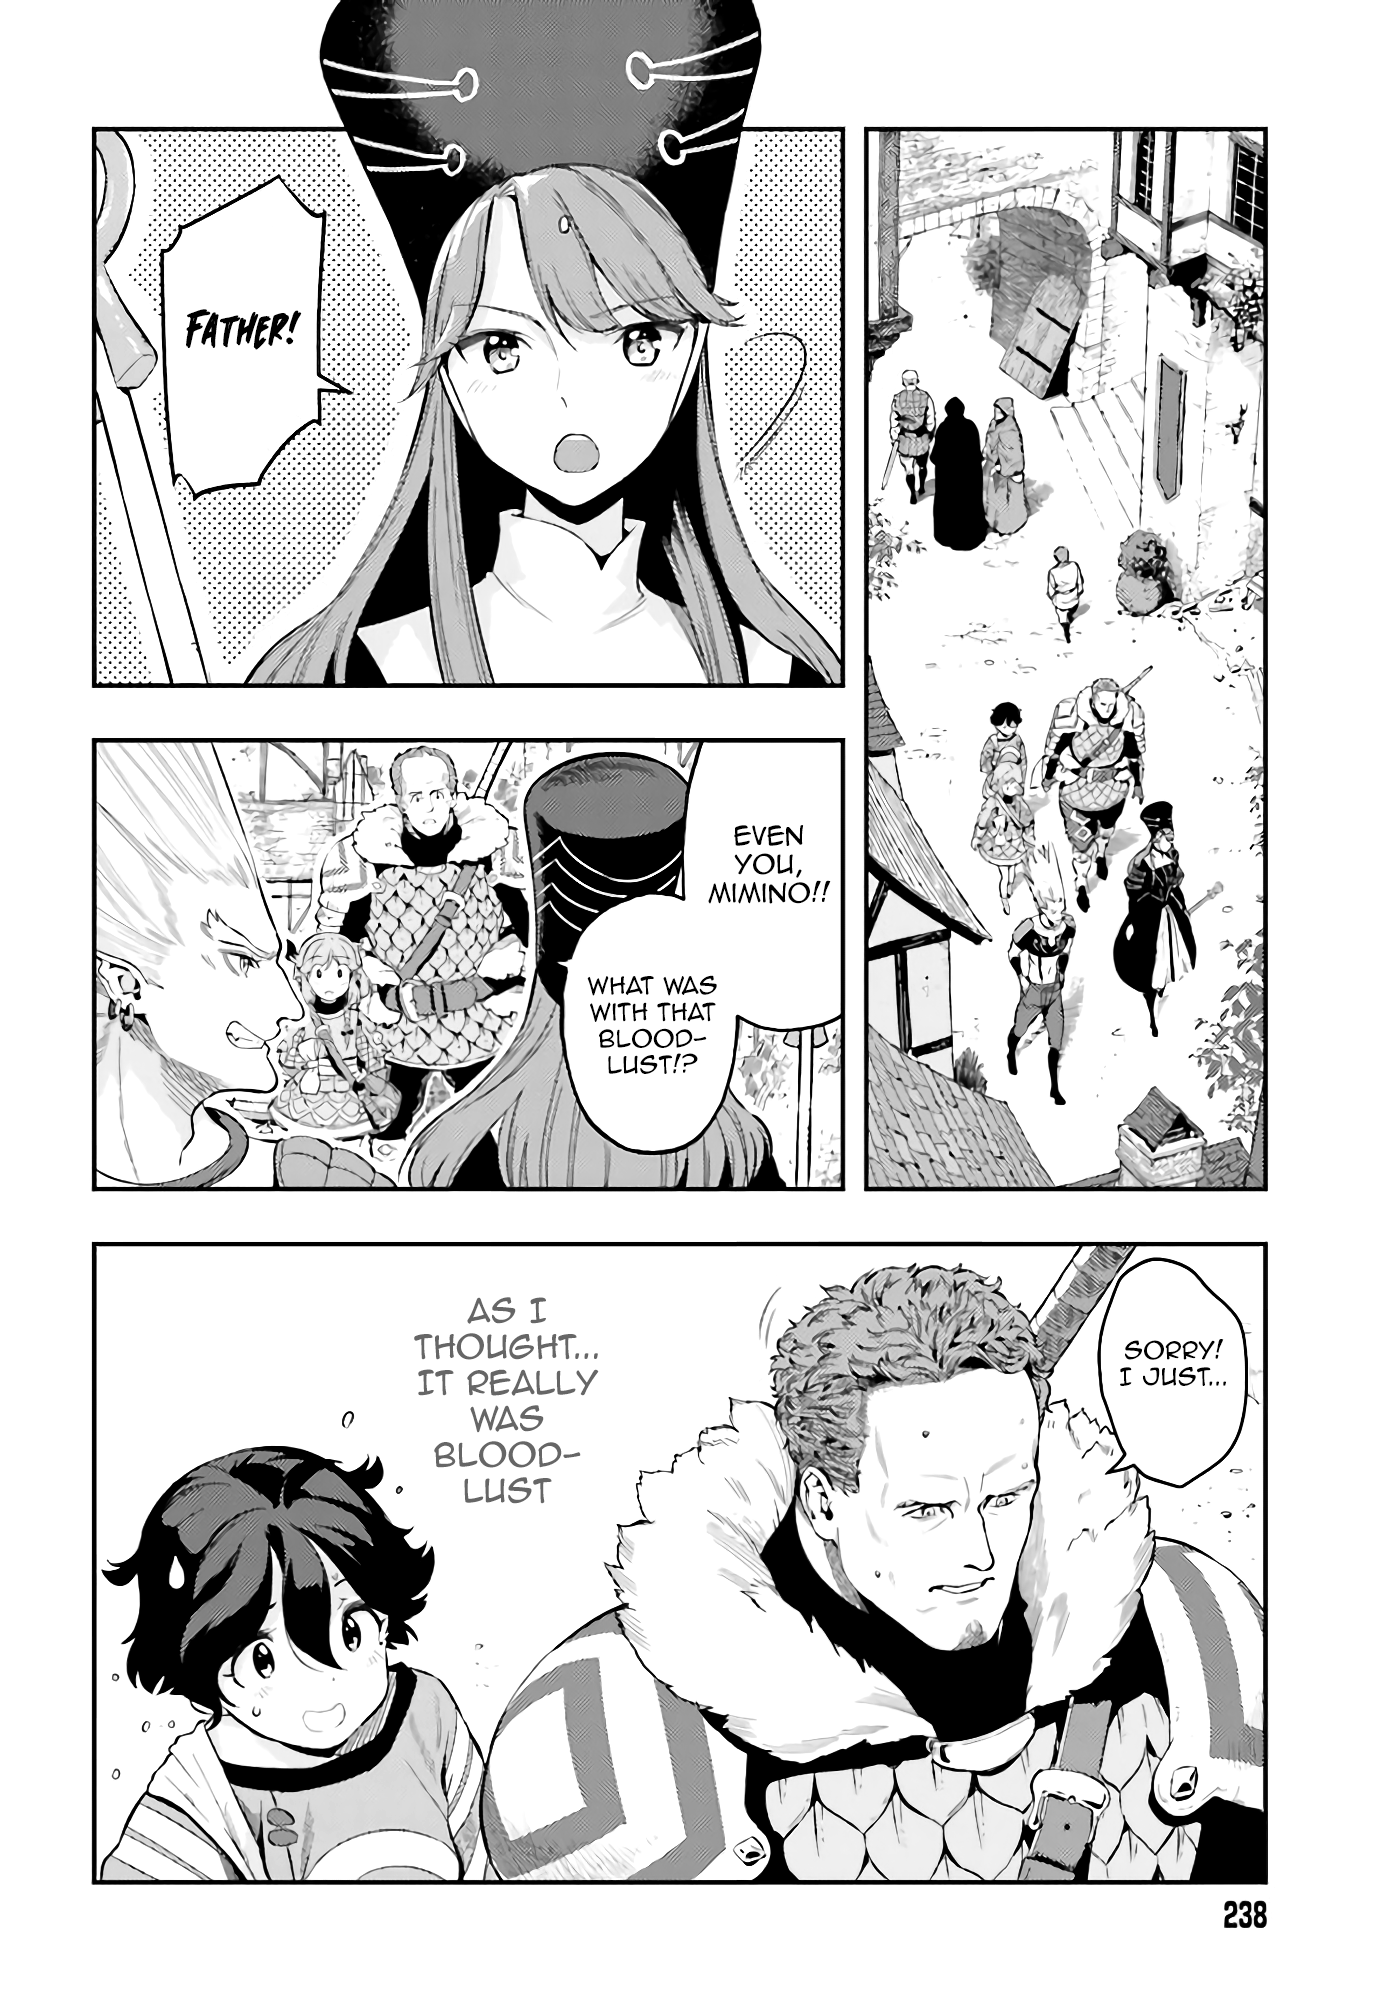 FATHER!
EVEN
YOU,
MIMINO!!
WHAT WAS
WITH THAT
BLOOD-
LUST!?
SORRY!
I JUST...
AS I
THOUGHT...
IT REALLY
WAS
BLOOD-
LUST
238